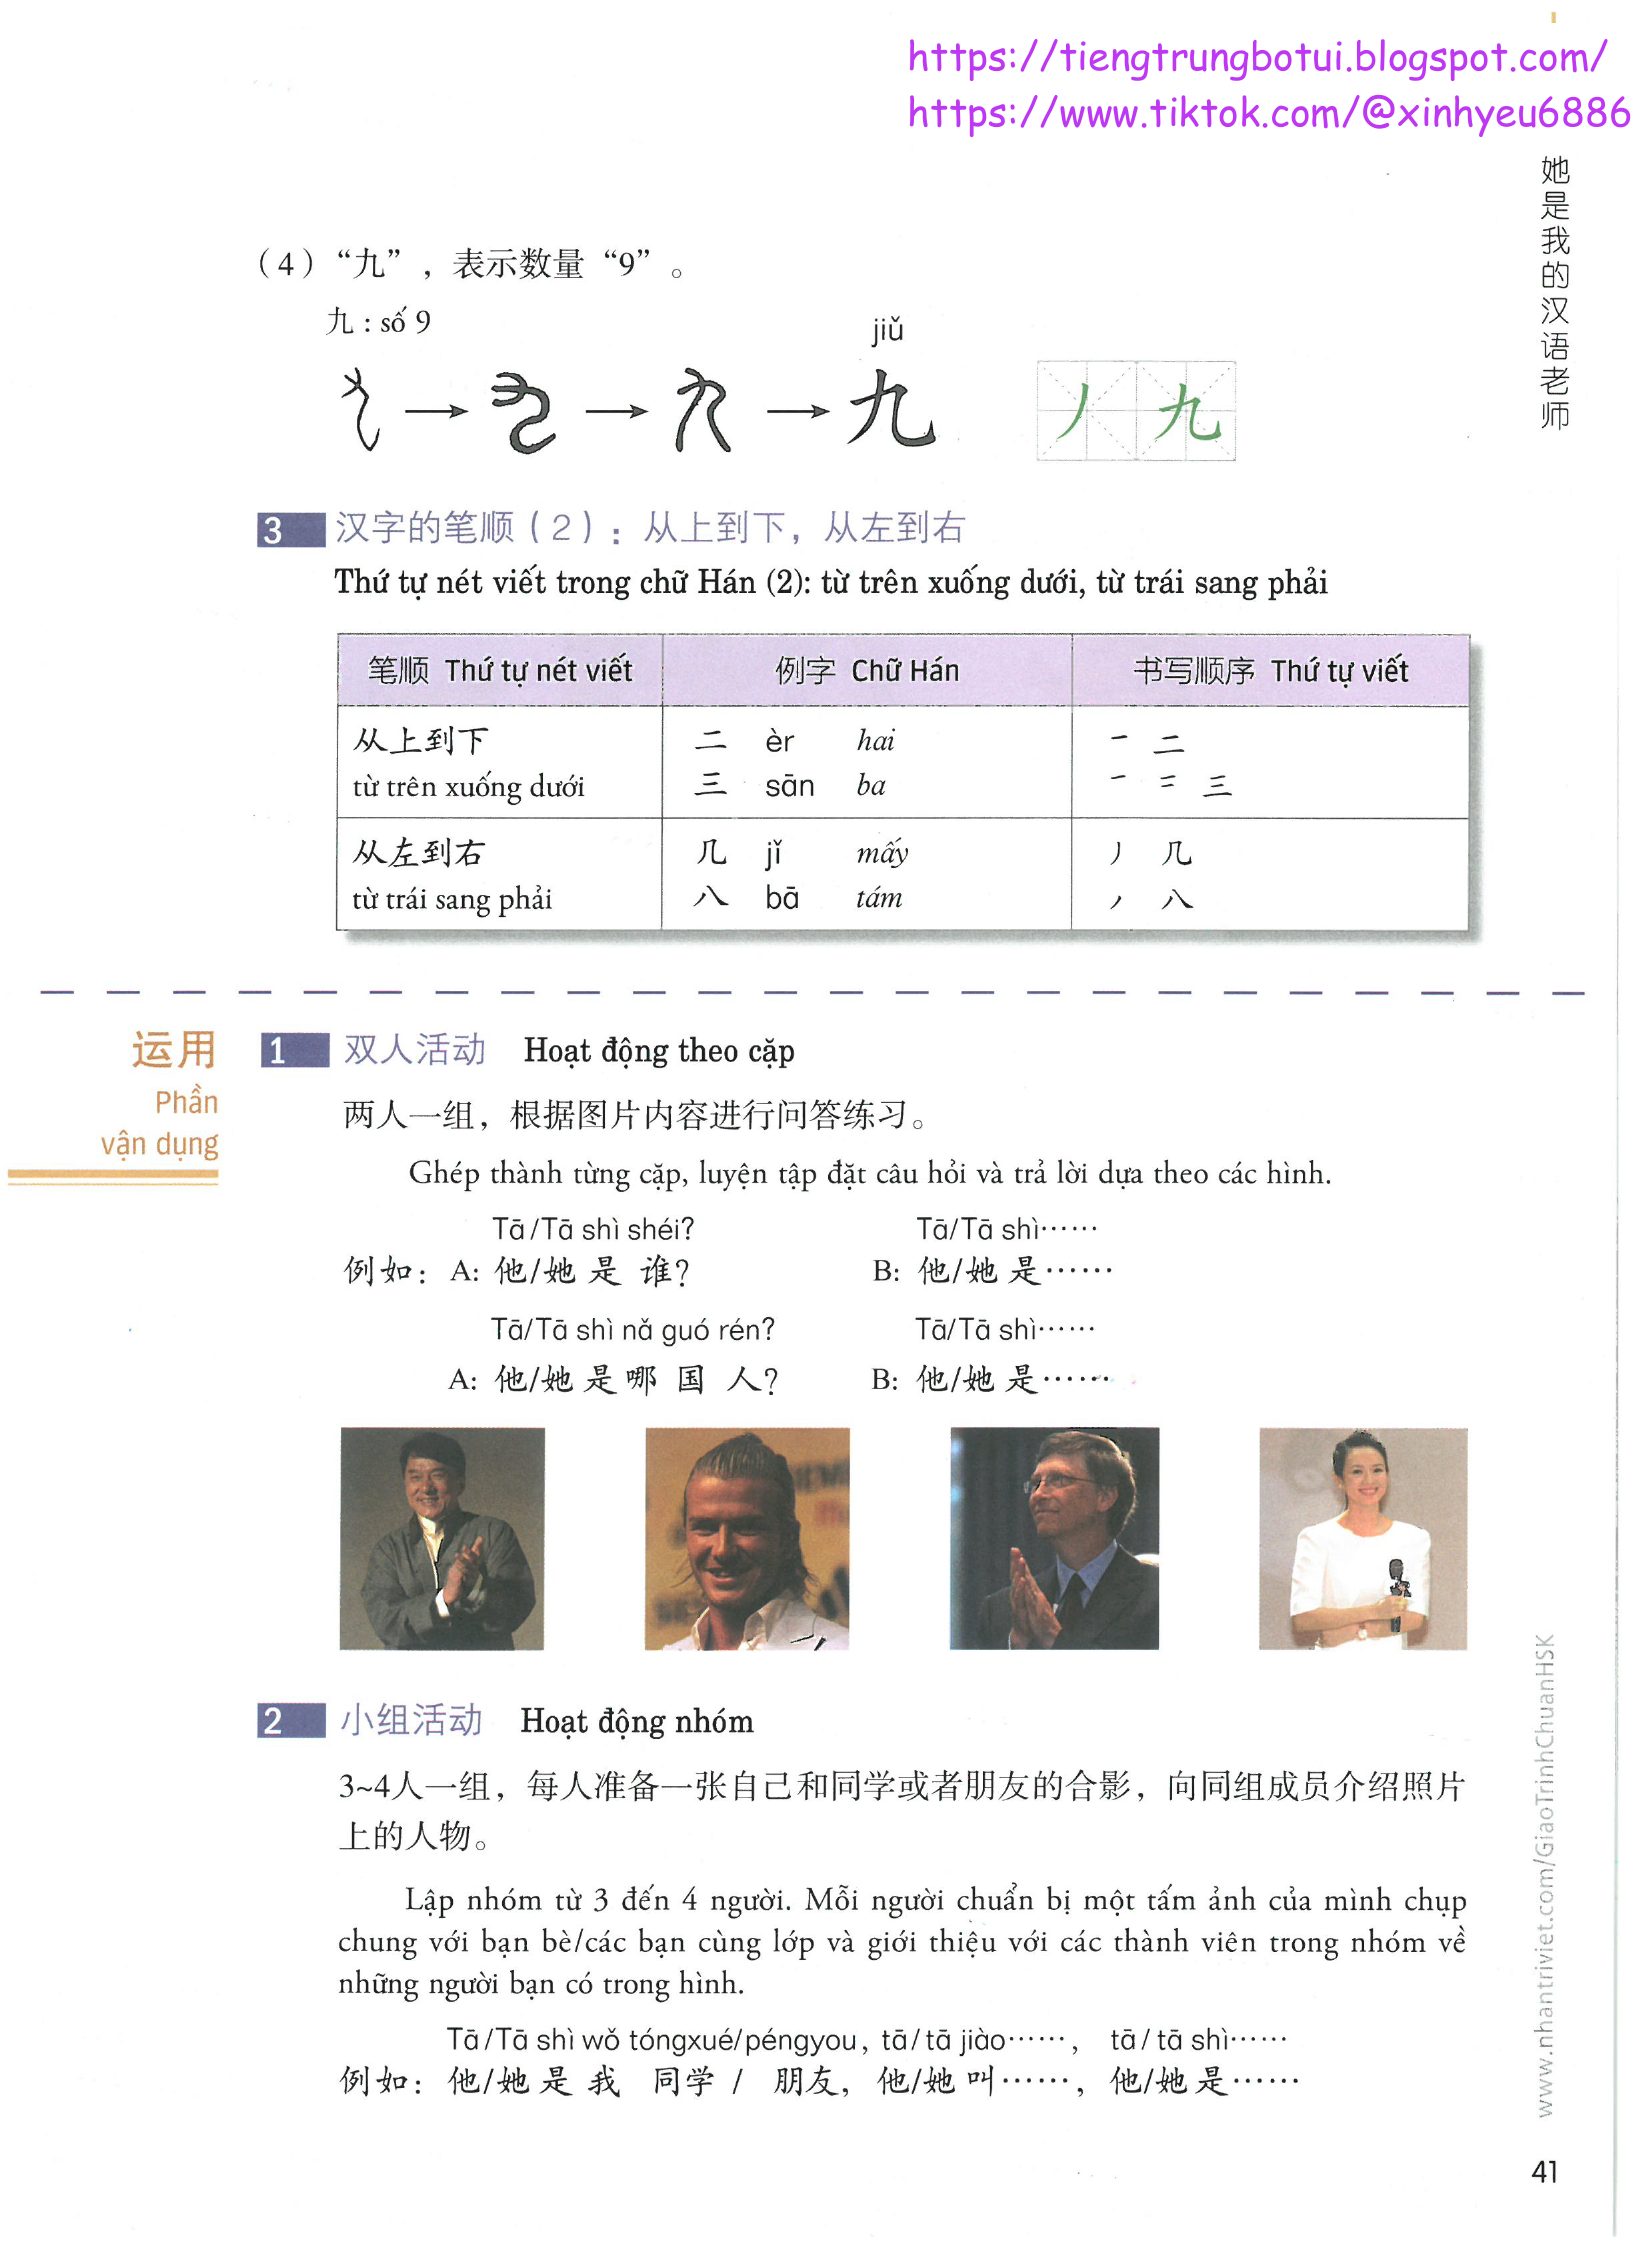 https://tiengtrungbotui.blogspot.com/
https://www.tiktok.com/@xinhyeu6886
她是我的汉语老师
（4）“九”，表示数量“9”。
九 : số 9
jiǔ
九
丿 九
3 汉字的笔顺（2）：从上到下，从左到右
Thứ tự nét viết trong chữ Hán (2): từ trên xuống dưới, từ trái sang phải
笔顺 Thứ tự nét viết 例字 Chữ Hán 书写顺序 Thứ tự viết
从上到下 二 èr hai 一 二
từ trên xuống dưới 三 sān ba 一 二 三
从左到右 几 jǐ mấy 丿 几
từ trái sang phải 八 bā tám 丿 八
运用
Phần
vận dụng
1 双人活动 Hoạt động theo cặp
两人一组，根据图片内容进行问答练习。
Ghép thành từng cặp, luyện tập đặt câu hỏi và trả lời dựa theo các hình.
Tā/Tā shì shéi? Tā/Tā shì……
例如：A: 他/她 是 谁? B: 他/她 是……
Tā/Tā shì nǎ guó rén? Tā/Tā shì……
A: 他/她 是 哪 国 人? B: 他/她 是……
2 小组活动 Hoạt động nhóm
3~4人一组，每人准备一张自己和同学或者朋友的合影，向同组成员介绍照片
上的人物。
Lập nhóm từ 3 đến 4 người. Mỗi người chuẩn bị một tấm ảnh của mình chụp
chung với bạn bè/các bạn cùng lớp và giới thiệu với các thành viên trong nhóm về
những người bạn có trong hình.
Tā/Tā shì wǒ tóngxué/péngyou, tā/tā jiào……, tā/tā shì……
例如：他/她 是 我 同学 / 朋友，他/她 叫……，他/她 是……
www.nhantriviet.com/GiaoTrinhChuanHSK
41